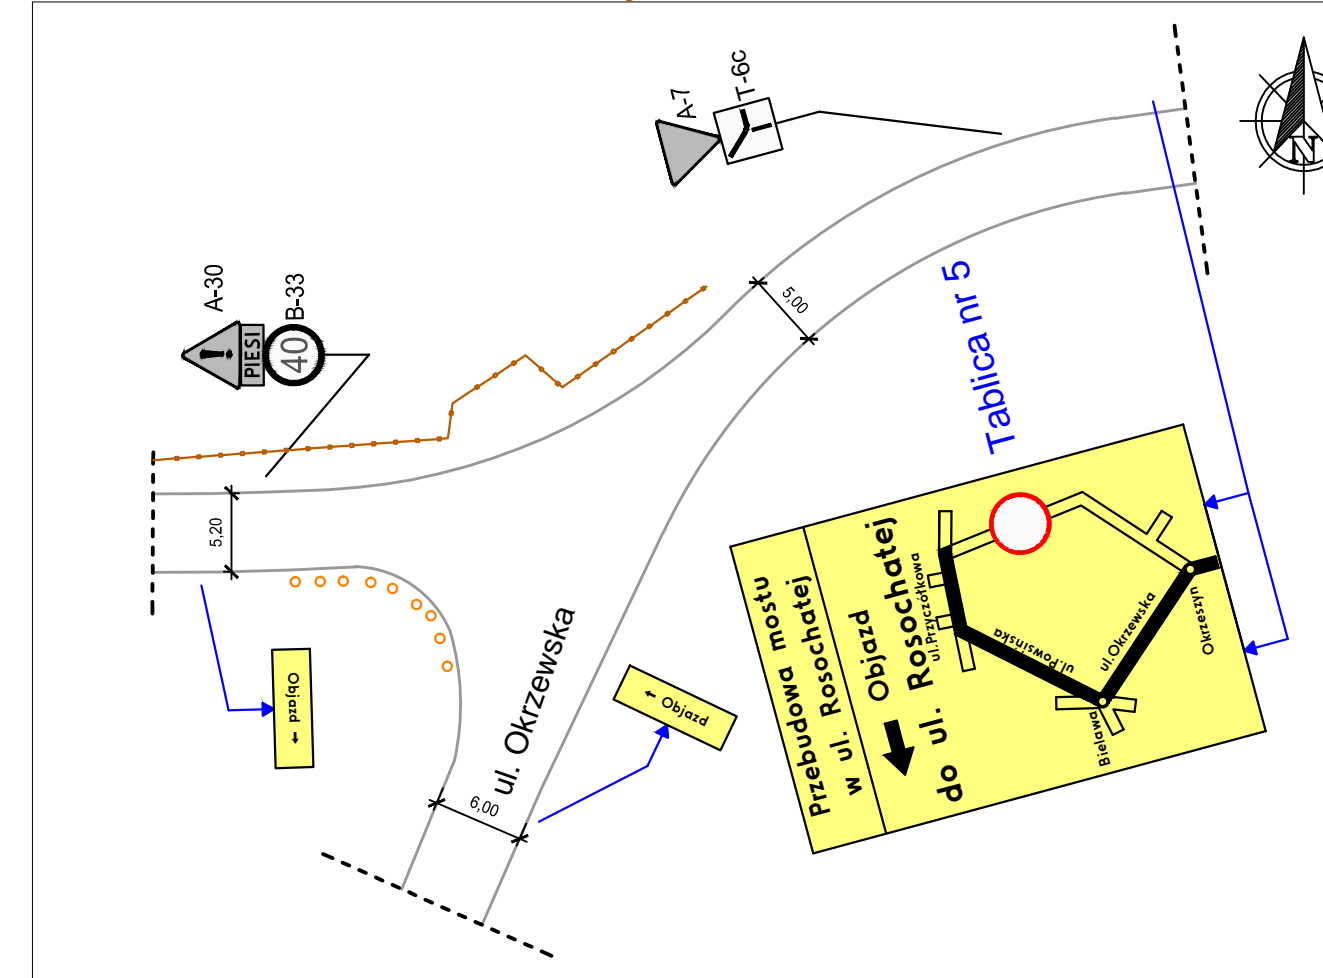 A-7
T-6c
N
A-30
B-33
PIESI
40
5,00
5,20
6,00
ul. Okrzewska
Objazd →
← Objazd
Tablica nr 5
Przebudowa mostu
w ul. Rosochatej
Objazd
do ul. Rosochatej
ul.Przyczółkowa
ul.Powsińska
ul.Okrzewska
Okrzeszyn
Bielawa